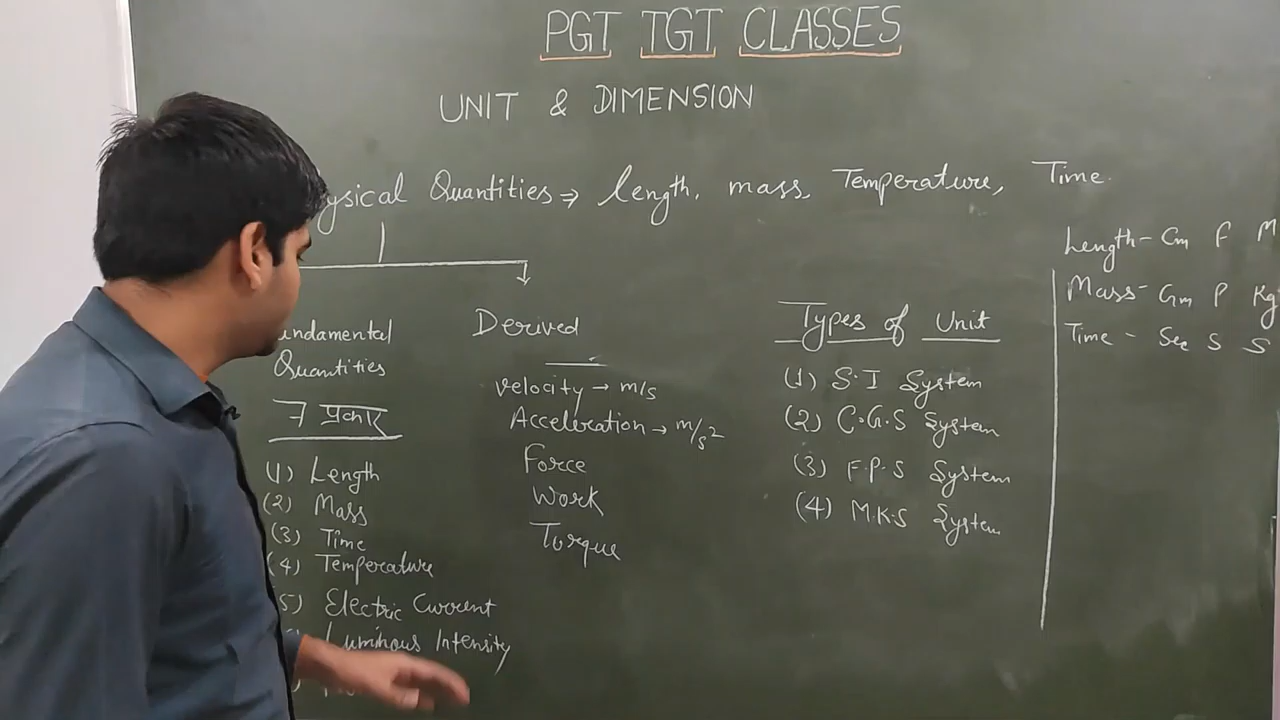 PGT TGT CLASSES
UNIT & DIMENSION
ysical Quantities ⇒ length, mass, Temperature, Time.
undamental
Quantities
7 प्रकार
(1) Length
(2) Mass
(3) Time
(4) Temperature
5) Electric Current
Luminous Intensity
Derived
velocity → m/s
Acceleration → m/s²
Force
Work
Torque
Types of Unit
(1) S.I System
(2) C.G.S System
(3) F.P.S System
(4) M.K.S System
Length - Cm F M
Mass - Gm P Kg
Time - Sec S S